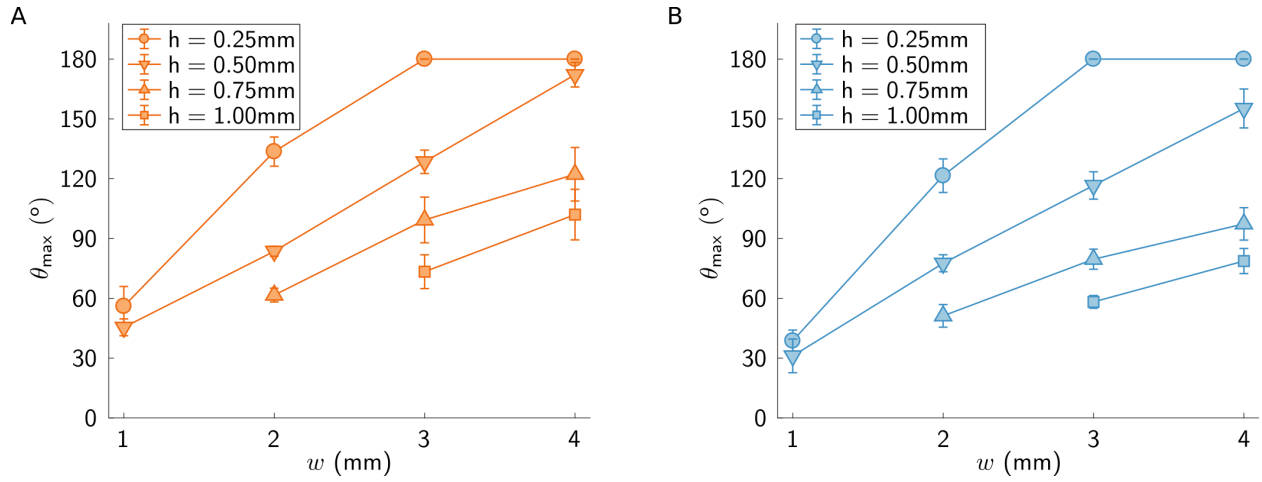 A
h = 0.25mm
h = 0.50mm
h = 0.75mm
h = 1.00mm
180
150
120
90
60
30
0
θmax (°)
1 2 3 4
w (mm)
B
h = 0.25mm
h = 0.50mm
h = 0.75mm
h = 1.00mm
180
150
120
90
60
30
0
θmax (°)
1 2 3 4
w (mm)